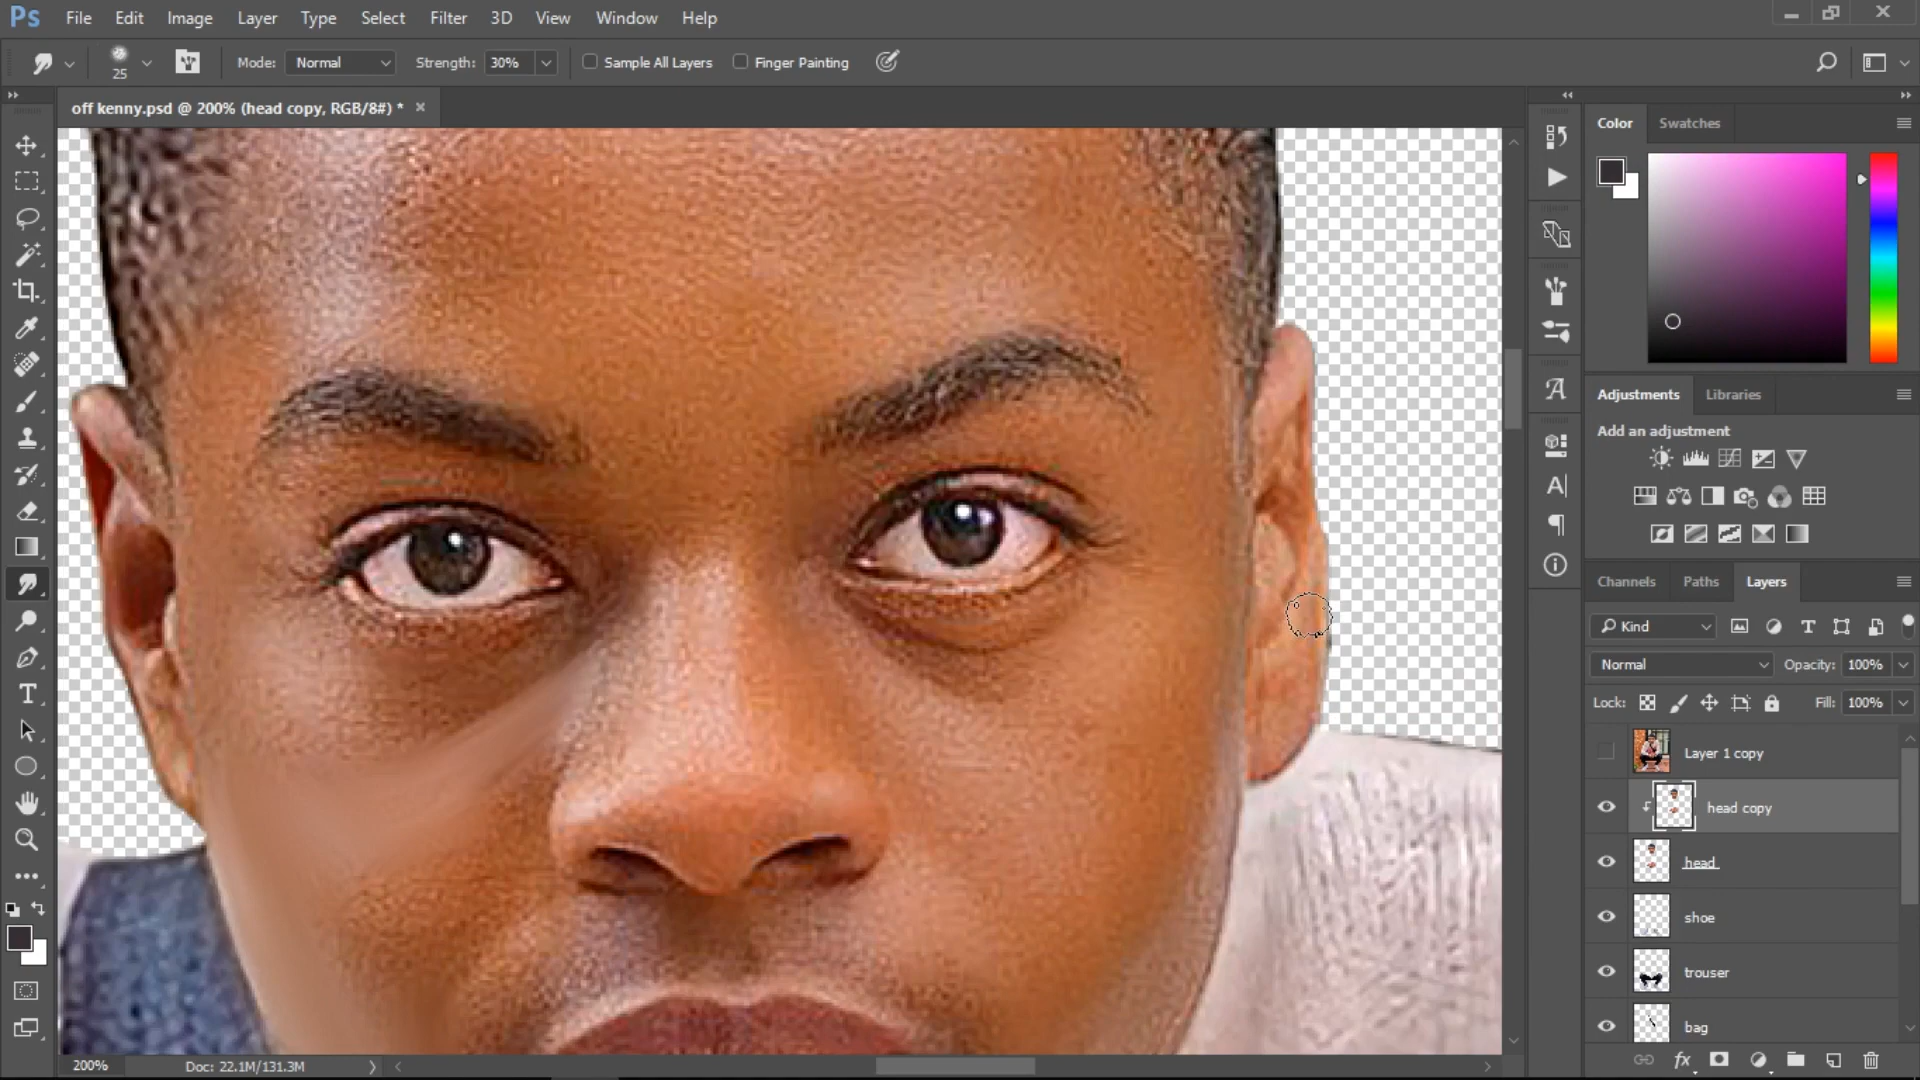 Ps File Edit Image Layer Type Select Filter 3D View Window Help
25 Mode: Normal Strength: 30% Sample All Layers Finger Painting
off kenny.psd @ 200% (head copy, RGB/8#) *
Color Swatches
Adjustments Libraries
Add an adjustment
Channels Paths Layers
Kind
Normal Opacity: 100%
Lock: Fill: 100%
Layer 1 copy
head copy
head
shoe
trouser
bag
200% Doc: 22.1M/131.3M